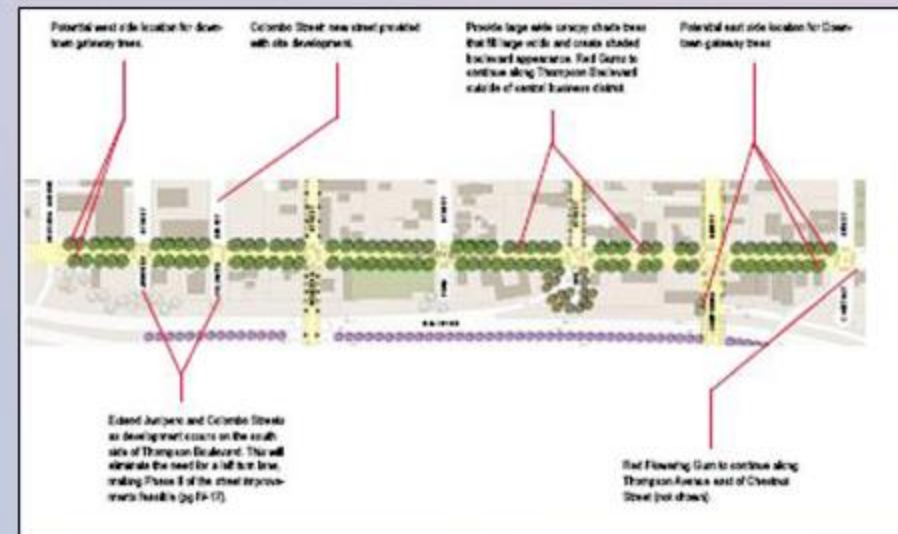 Potential west side location for down-
town gateway trees.
Colombo Street: new street provided
with site development.
Provide large wide canopy shade trees
that fill large voids and create shaded
boulevard appearance. Red Gums to
continue along Thompson Boulevard
outside of central business district.
Potential east side location for Down-
town gateway trees
Extend Junipero and Colombo Streets
as development occurs on the south
side of Thompson Boulevard. This will
eliminate the need for a left turn lane,
making Phase II of the street improve-
ments feasible (pg IV-17).
Red Flowering Gum to continue along
Thompson Avenue east of Chestnut
Street (not shown)